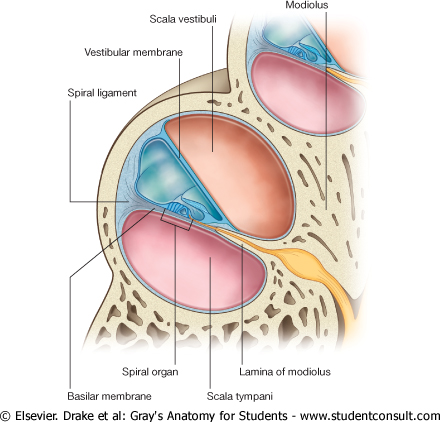 Modiolus
Scala vestibuli
Vestibular membrane
Spiral ligament
Spiral organ
Lamina of modiolus
Basilar membrane
Scala tympani
© Elsevier. Drake et al: Gray's Anatomy for Students - www.studentconsult.com